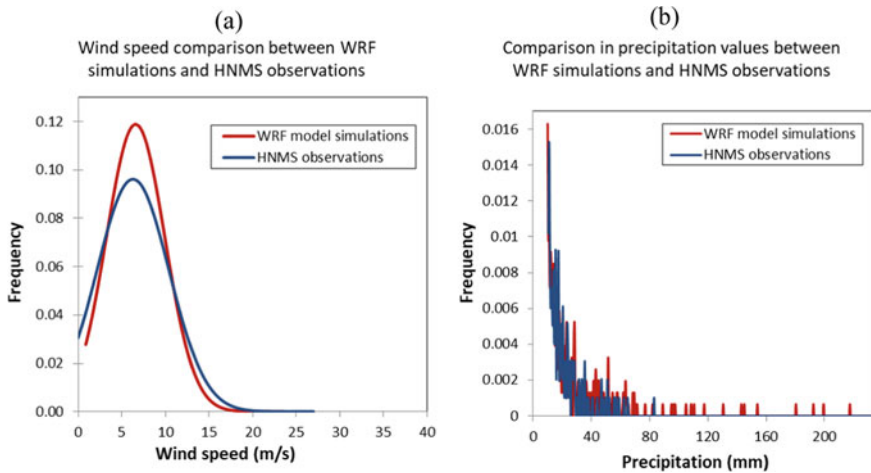 (a)
Wind speed comparison between WRF
simulations and HNMS observations
Frequency
0.12
0.10
0.08
0.06
0.04
0.02
0.00
WRF model simulations
HNMS observations
0 5 10 15 20 25 30 35 40
Wind speed (m/s)
(b)
Comparison in precipitation values between
WRF simulations and HNMS observations
Frequency
0.016
0.014
0.012
0.01
0.008
0.006
0.004
0.002
0
WRF model simulations
HNMS observations
0 40 80 120 160 200
Precipitation (mm)